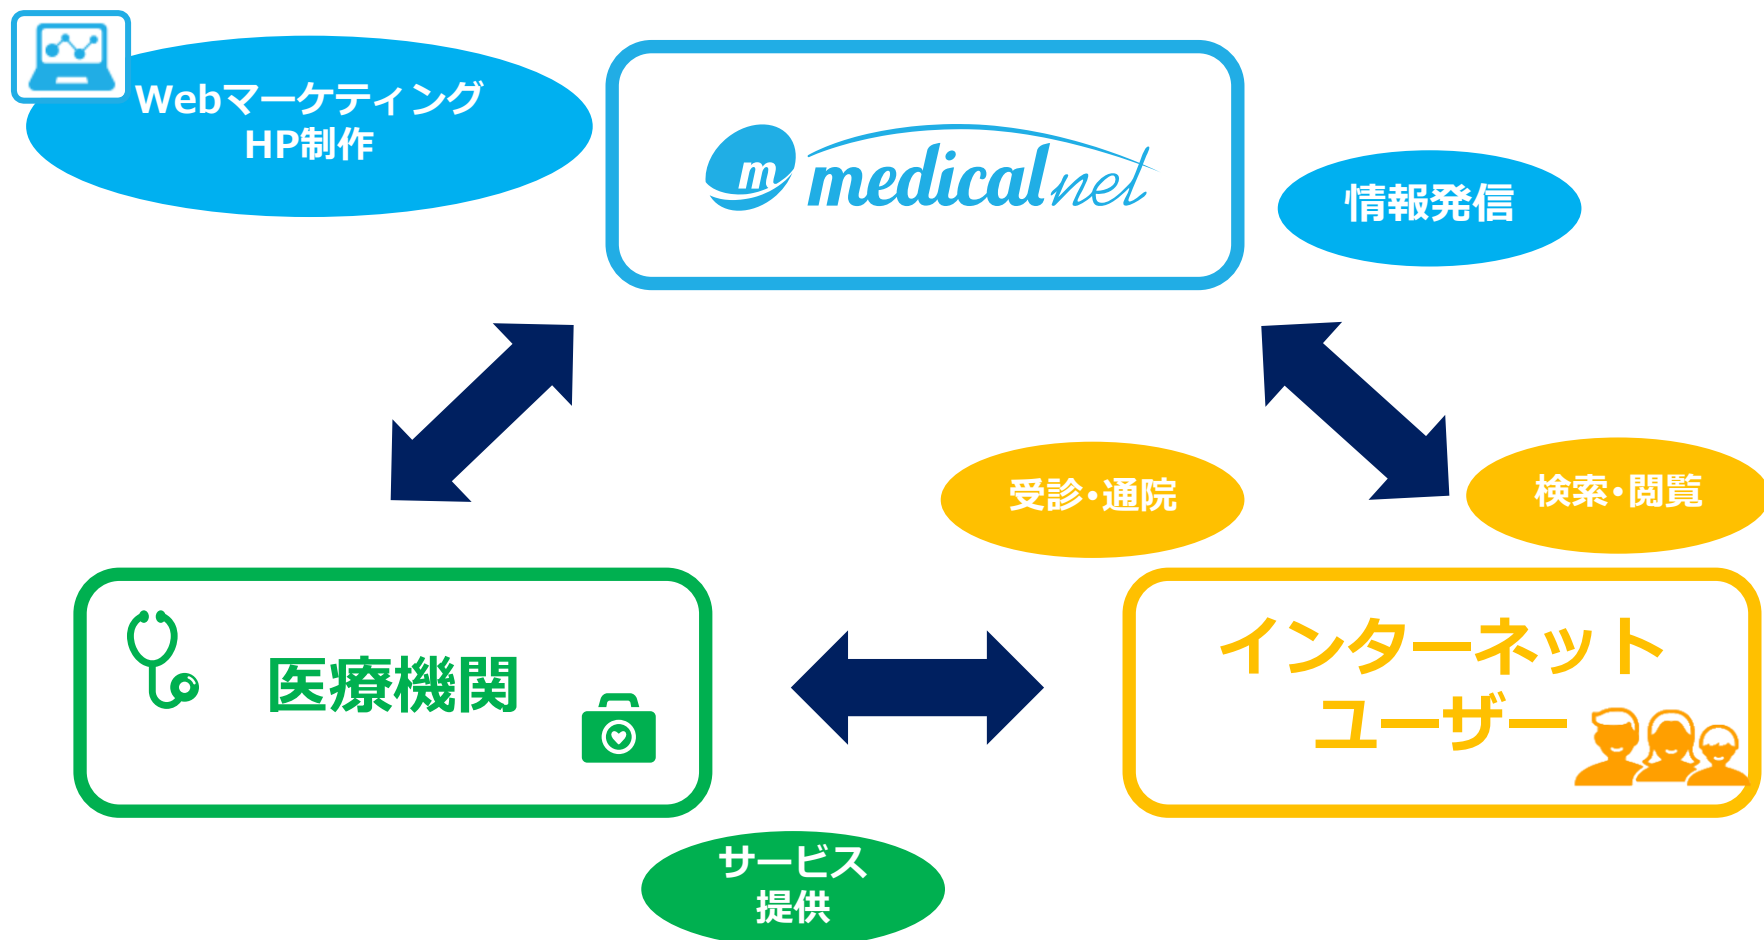 Webマーケティング
HP制作
m medical net
情報発信
受診・通院
検索・閲覧
医療機関
インターネット
ユーザー
サービス
提供